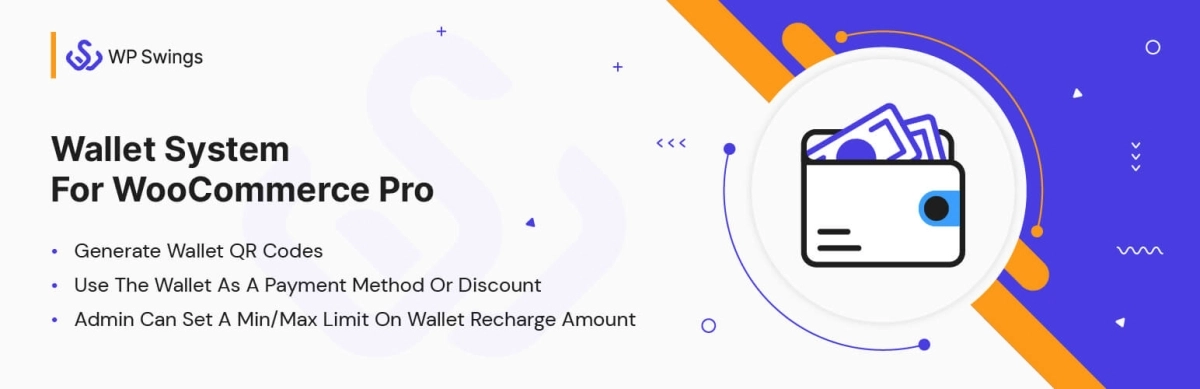 WP Swings
Wallet System
For WooCommerce Pro
• Generate Wallet QR Codes
• Use The Wallet As A Payment Method Or Discount
• Admin Can Set A Min/Max Limit On Wallet Recharge Amount